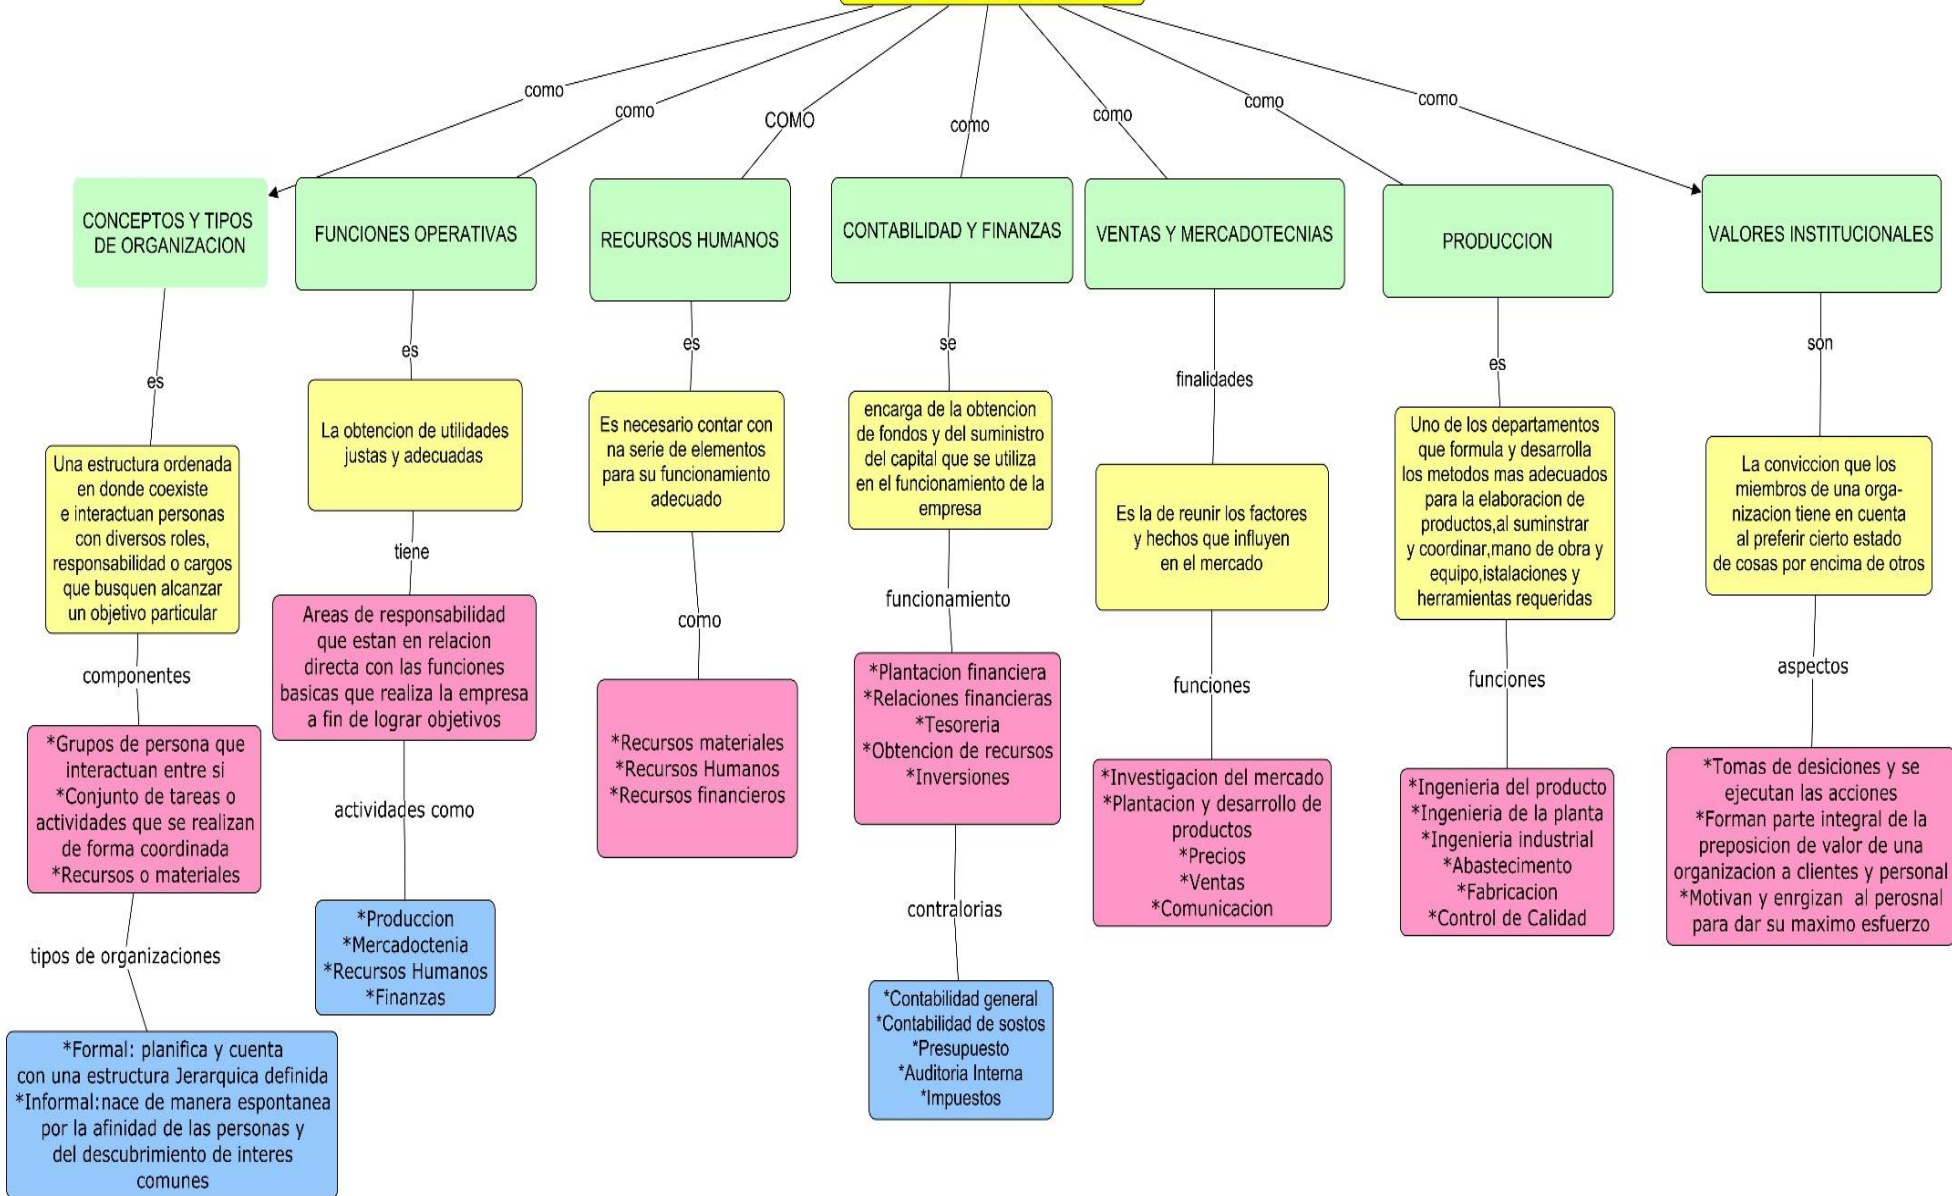 como
como
COMO
como
como
como
como
CONCEPTOS Y TIPOS
DE ORGANIZACION
es
Una estructura ordenada
en donde coexiste
e interactuan personas
con diversos roles,
responsabilidad o cargos
que busquen alcanzar
un objetivo particular
componentes
*Grupos de persona que
interactuan entre si
*Conjunto de tareas o
actividades que se realizan
de forma coordinada
*Recursos o materiales
tipos de organizaciones
*Formal: planifica y cuenta
con una estructura Jerarquica definida
*Informal:nace de manera espontanea
por la afinidad de las personas y
del descubrimiento de interes
comunes
FUNCIONES OPERATIVAS
es
La obtencion de utilidades
justas y adecuadas
tiene
Areas de responsabilidad
que estan en relacion
directa con las funciones
basicas que realiza la empresa
a fin de lograr objetivos
actividades como
*Produccion
*Mercadoctenia
*Recursos Humanos
*Finanzas
RECURSOS HUMANOS
es
Es necesario contar con
na serie de elementos
para su funcionamiento
adecuado
como
*Recursos materiales
*Recursos Humanos
*Recursos financieros
CONTABILIDAD Y FINANZAS
se
encarga de la obtencion
de fondos y del suministro
del capital que se utiliza
en el funcionamiento de la
empresa
funcionamiento
*Plantacion financiera
*Relaciones financieras
*Tesoreria
*Obtencion de recursos
*Inversiones
contralorias
*Contabilidad general
*Contabilidad de sostos
*Presupuesto
*Auditoria Interna
*Impuestos
VENTAS Y MERCADOTECNIAS
finalidades
Es la de reunir los factores
y hechos que influyen
en el mercado
funciones
*Investigacion del mercado
*Plantacion y desarrollo de
productos
*Precios
*Ventas
*Comunicacion
PRODUCCION
es
Uno de los departamentos
que formula y desarrolla
los metodos mas adecuados
para la elaboracion de
productos,al suminstrar
y coordinar,mano de obra y
equipo,istalaciones y
herramientas requeridas
funciones
*Ingenieria del producto
*Ingenieria de la planta
*Ingenieria industrial
*Abastecimento
*Fabricacion
*Control de Calidad
VALORES INSTITUCIONALES
son
La conviccion que los
miembros de una orga-
nizacion tiene en cuenta
al preferir cierto estado
de cosas por encima de otros
aspectos
*Tomas de desiciones y se
ejecutan las acciones
*Forman parte integral de la
preposicion de valor de una
organizacion a clientes y personal
*Motivan y enrgizan al perosnal
para dar su maximo esfuerzo